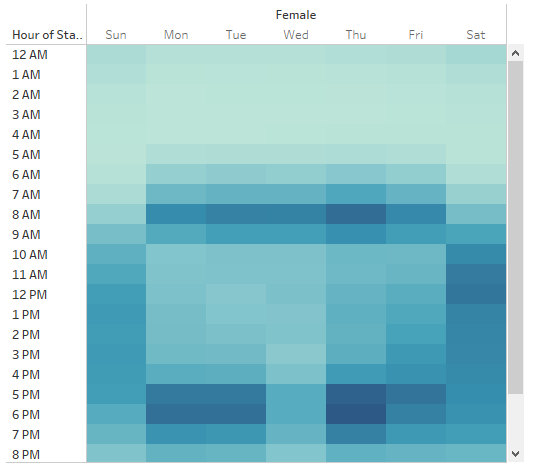 Female
Hour of Sta.. Sun Mon Tue Wed Thu Fri Sat
12 AM
1 AM
2 AM
3 AM
4 AM
5 AM
6 AM
7 AM
8 AM
9 AM
10 AM
11 AM
12 PM
1 PM
2 PM
3 PM
4 PM
5 PM
6 PM
7 PM
8 PM